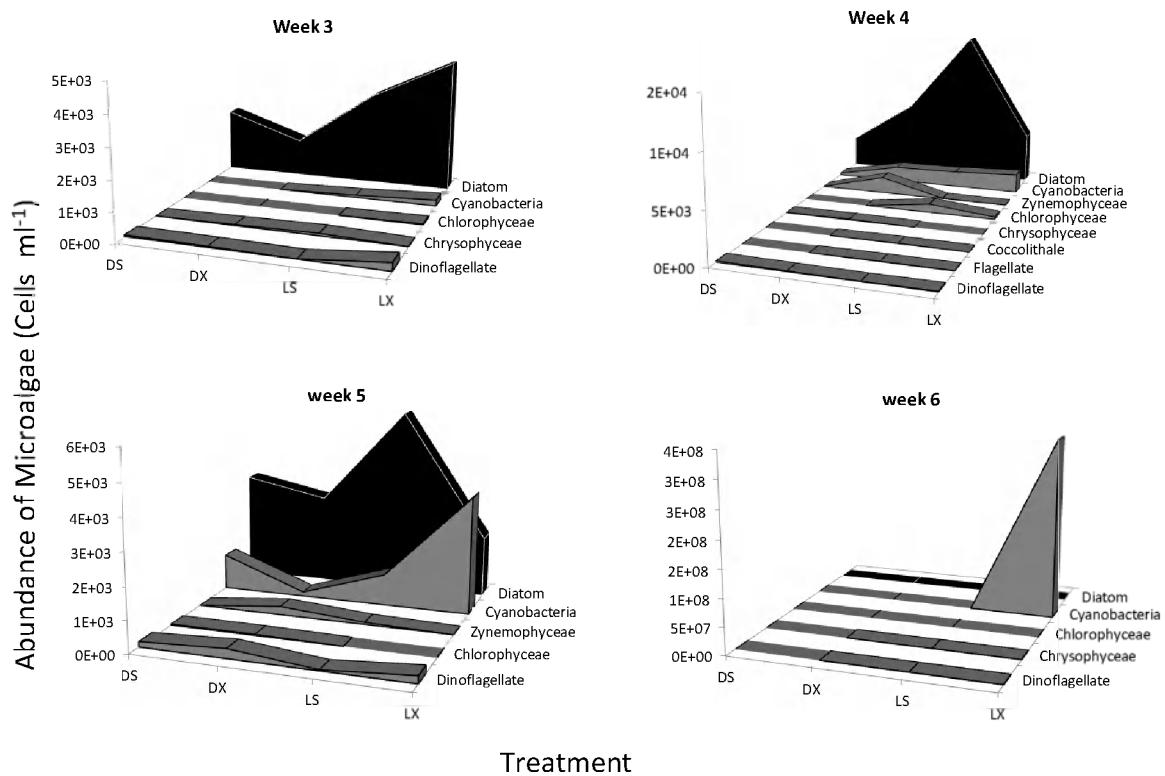 Week 3
5E+03
4E+03
3E+03
2E+03
1E+03
0E+00
DS
DX
LS
LX
Diatom
Cyanobacteria
Chlorophyceae
Chrysophyceae
Dinoflagellate
Week 4
2E+04
1E+04
5E+03
0E+00
DS
DX
LS
LX
Diatom
Cyanobacteria
Zynemophyceae
Chlorophyceae
Chrysophyceae
Coccolithale
Flagellate
Dinoflagellate
Abundance of Microalgae (Cells ml-1)
week 5
6E+03
5E+03
4E+03
3E+03
2E+03
1E+03
0E+00
DS
DX
LS
LX
Diatom
Cyanobacteria
Zynemophyceae
Chlorophyceae
Dinoflagellate
week 6
4E+08
3E+08
3E+08
2E+08
2E+08
1E+08
5E+07
0E+00
DS
DX
LS
LX
Diatom
Cyanobacteria
Chlorophyceae
Chrysophyceae
Dinoflagellate
Treatment